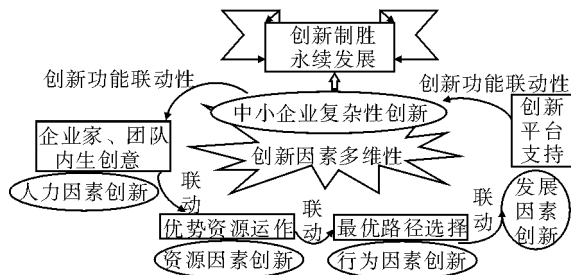 创新制胜
永续发展
创新功能联动性
创新功能联动性
中小企业复杂性创新
企业家、团队
内生创意
创新
平台
支持
创新因素多维性
人力因素创新
联动
联动
联动
发展
因素
创新
优势资源运作
最优路径选择
资源因素创新
行为因素创新